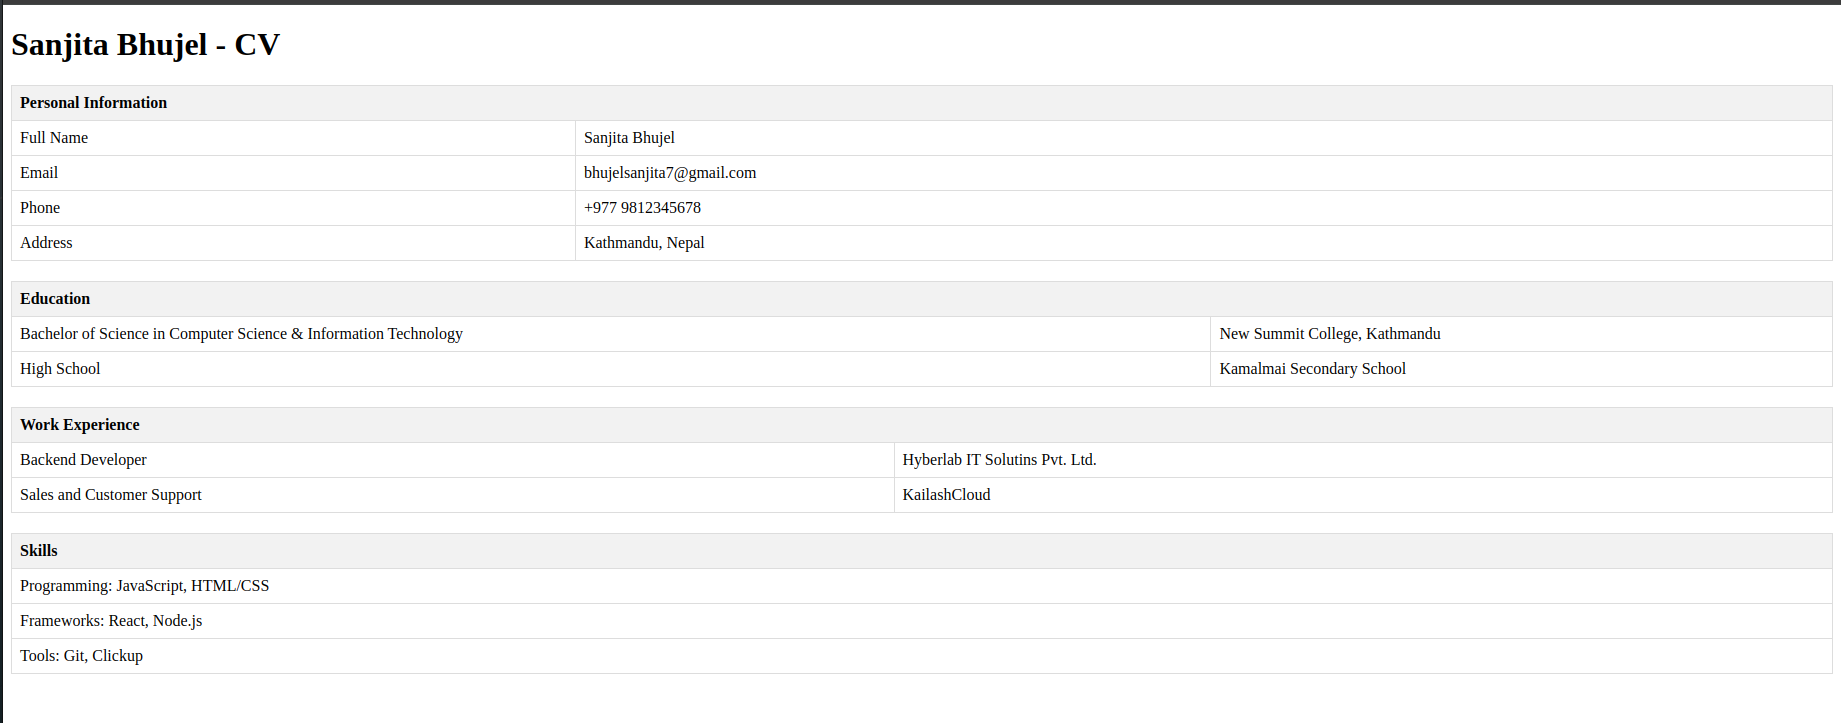 Sanjita Bhujel - CV
Personal Information
Full Name Sanjita Bhujel
Email bhujelsanjita7@gmail.com
Phone +977 9812345678
Address Kathmandu, Nepal
Education
Bachelor of Science in Computer Science & Information Technology New Summit College, Kathmandu
High School Kamalmai Secondary School
Work Experience
Backend Developer Hyberlab IT Solutins Pvt. Ltd.
Sales and Customer Support KailashCloud
Skills
Programming: JavaScript, HTML/CSS
Frameworks: React, Node.js
Tools: Git, Clickup